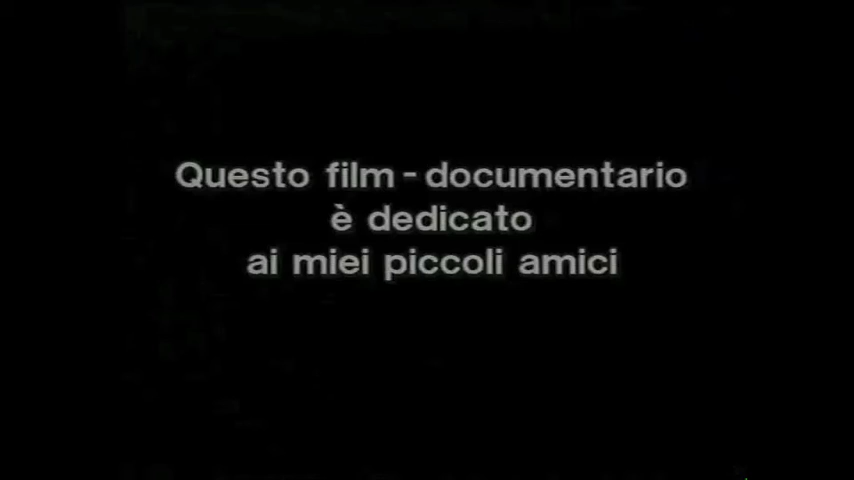 Questo film - documentario
è dedicato
ai miei piccoli amici